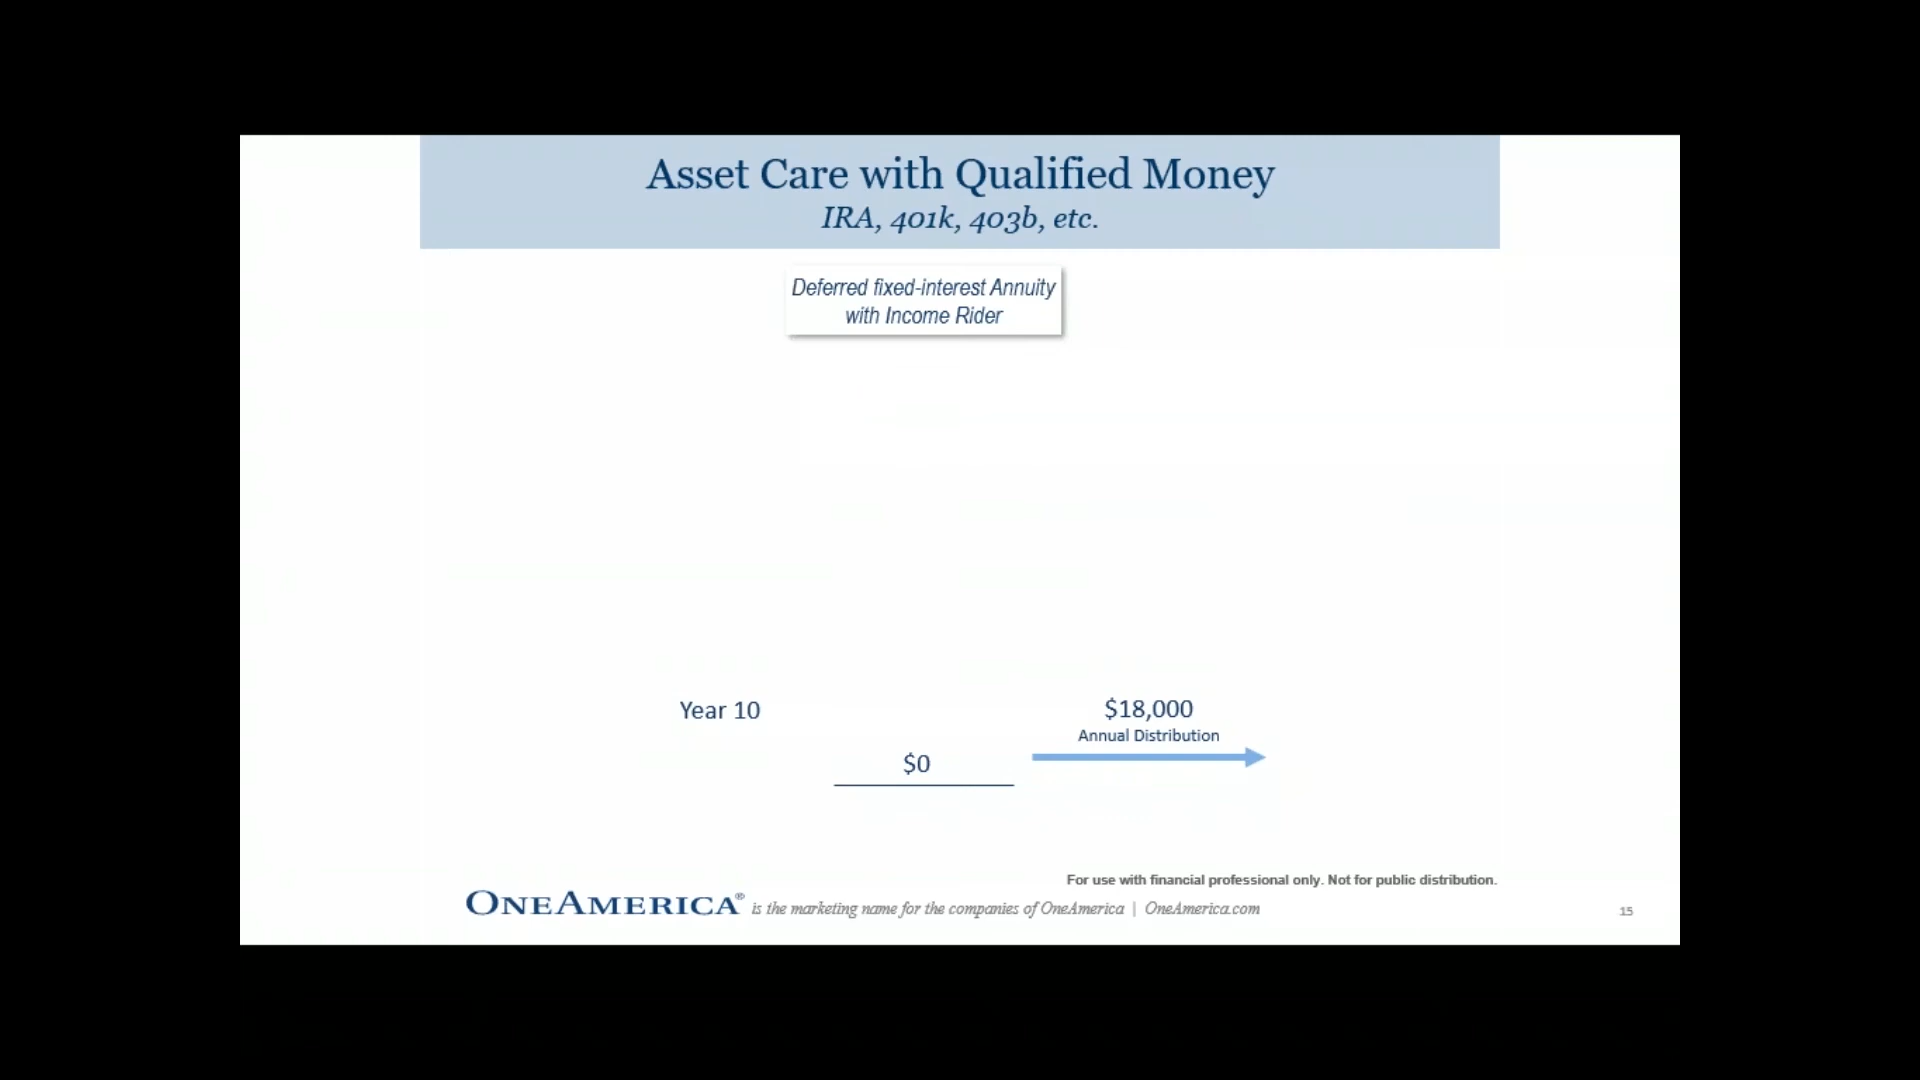 Asset Care with Qualified Money
IRA, 401k, 403b, etc.
Deferred fixed-interest Annuity
with Income Rider
Year 10
$18,000
Annual Distribution
$0
For use with financial professional only. Not for public distribution.
ONEAMERICA® is the marketing name for the companies of OneAmerica | OneAmerica.com
15